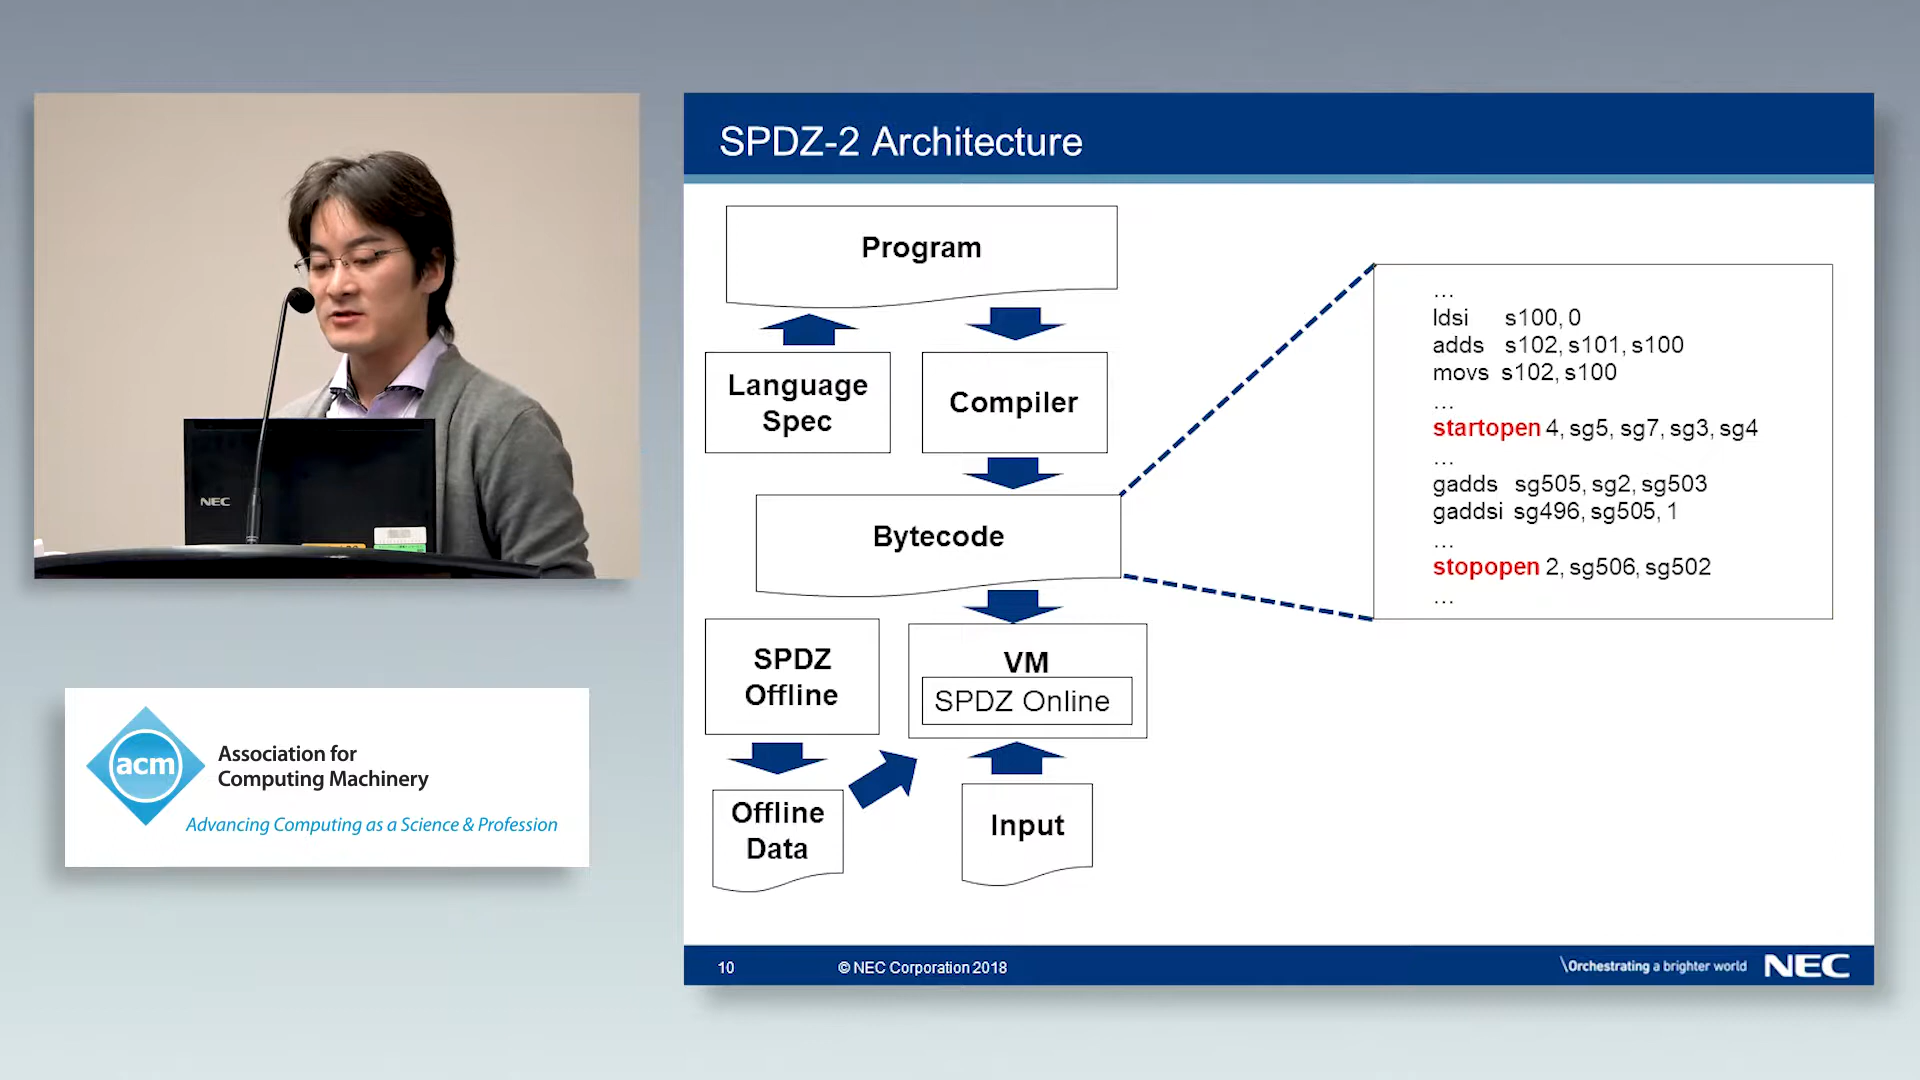 SPDZ-2 Architecture
Program
Language
Spec
Compiler
Bytecode
SPDZ
Offline
VM
SPDZ Online
Offline
Data
Input
...
ldsi s100, 0
adds s102, s101, s100
movs s102, s100
...
startopen 4, sg5, sg7, sg3, sg4
...
gadds sg505, sg2, sg503
gaddsi sg496, sg505, 1
...
stopopen 2, sg506, sg502
...
10
© NEC Corporation 2018
\Orchestrating a brighter world
NEC
NEC
acm
Association for
Computing Machinery
Advancing Computing as a Science & Profession